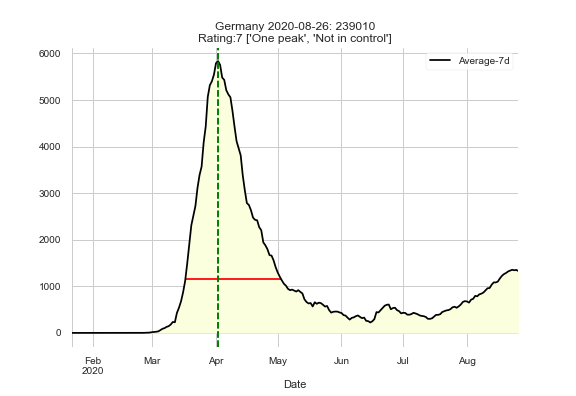 Germany 2020-08-26: 239010
Rating:7 ['One peak', 'Not in control']
Average-7d
6000
5000
4000
3000
2000
1000
0
Feb Mar Apr May Jun Jul Aug
2020
Date